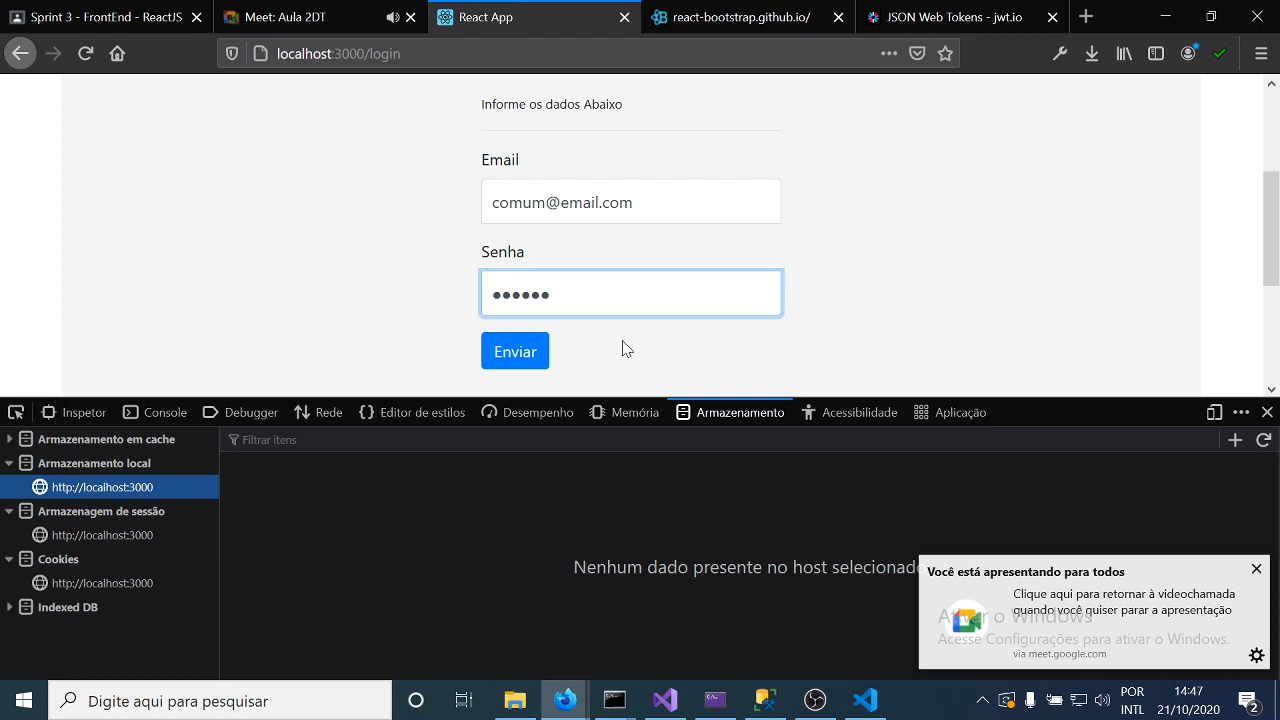 Sprint 3 - FrontEnd - ReactJS
Meet: Aula 2DT
React App
react-bootstrap.github.io/
JSON Web Tokens - jwt.io
localhost:3000/login
Informe os dados Abaixo
Email
comum@email.com
Senha
••••••
Enviar
Inspetor
Console
Debugger
Rede
Editor de estilos
Desempenho
Memória
Armazenamento
Acessibilidade
Aplicação
Armazenamento em cache
Armazenamento local
http://localhost:3000
Armazenagem de sessão
http://localhost:3000
Cookies
http://localhost:3000
Indexed DB
Filtrar itens
Nenhum dado presente no host selecionado
Você está apresentando para todos
Clique aqui para retornar à videochamada
quando você quiser parar a apresentação
via meet.google.com
Ativar o Windows
Acesse Configurações para ativar o Windows.
Digite aqui para pesquisar
POR
INTL
14:47
21/10/2020
2